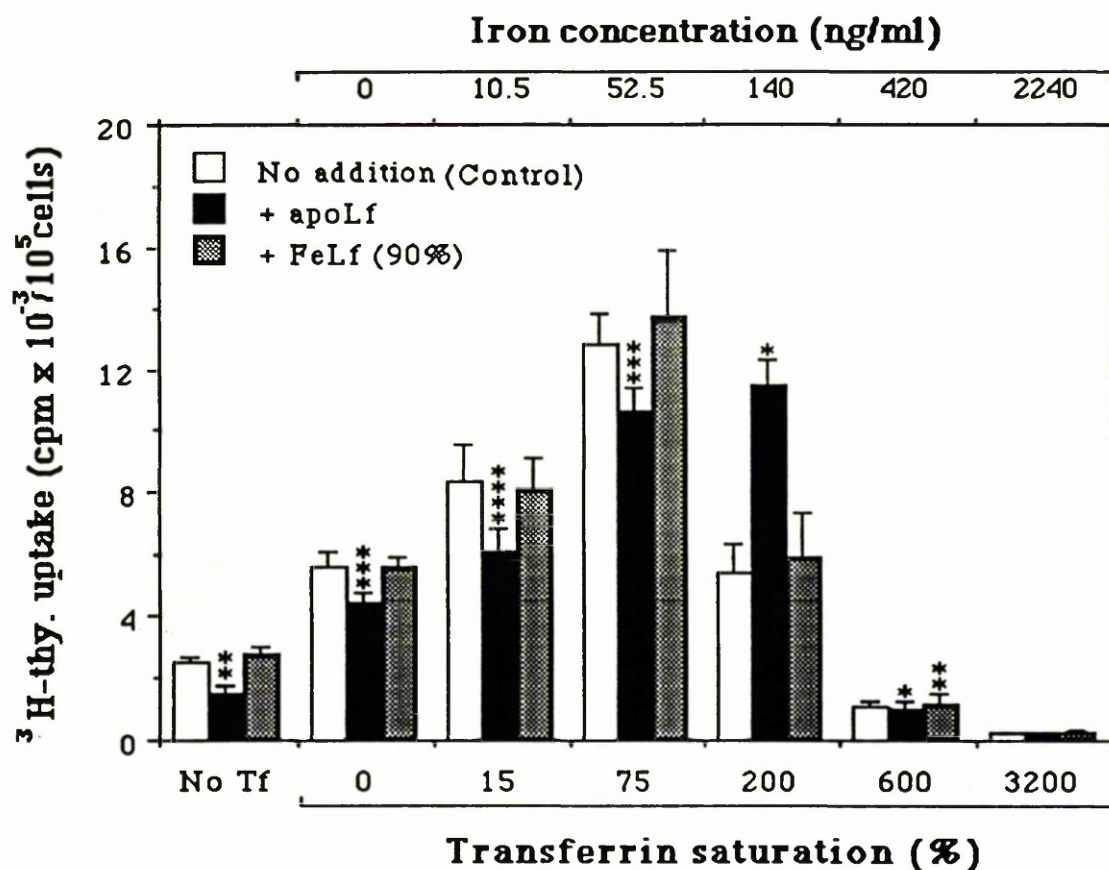 Iron concentration (ng/ml)
0 10.5 52.5 140 420 2240
20
16
12
8
4
0
³H-thy. uptake (cpm x 10⁻³/10⁵ cells)
No addition (Control)
+ apoLf
+ FeLf (90%)
**
***
****
***
*
*
**
No Tf 0 15 75 200 600 3200
Transferrin saturation (%)